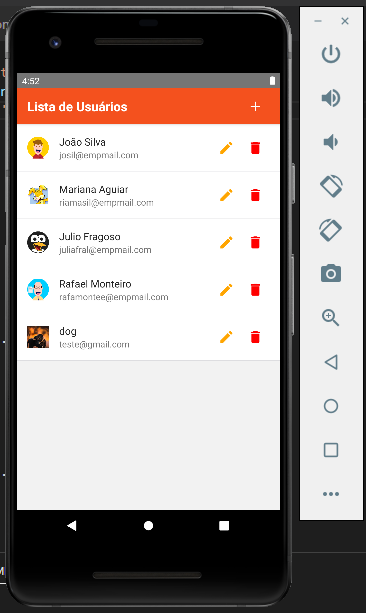 4:52
Lista de Usuários
João Silva
josil@empmail.com
Mariana Aguiar
riamasil@empmail.com
Julio Fragoso
juliafral@empmail.com
Rafael Monteiro
rafamontee@empmail.com
dog
teste@gmail.com